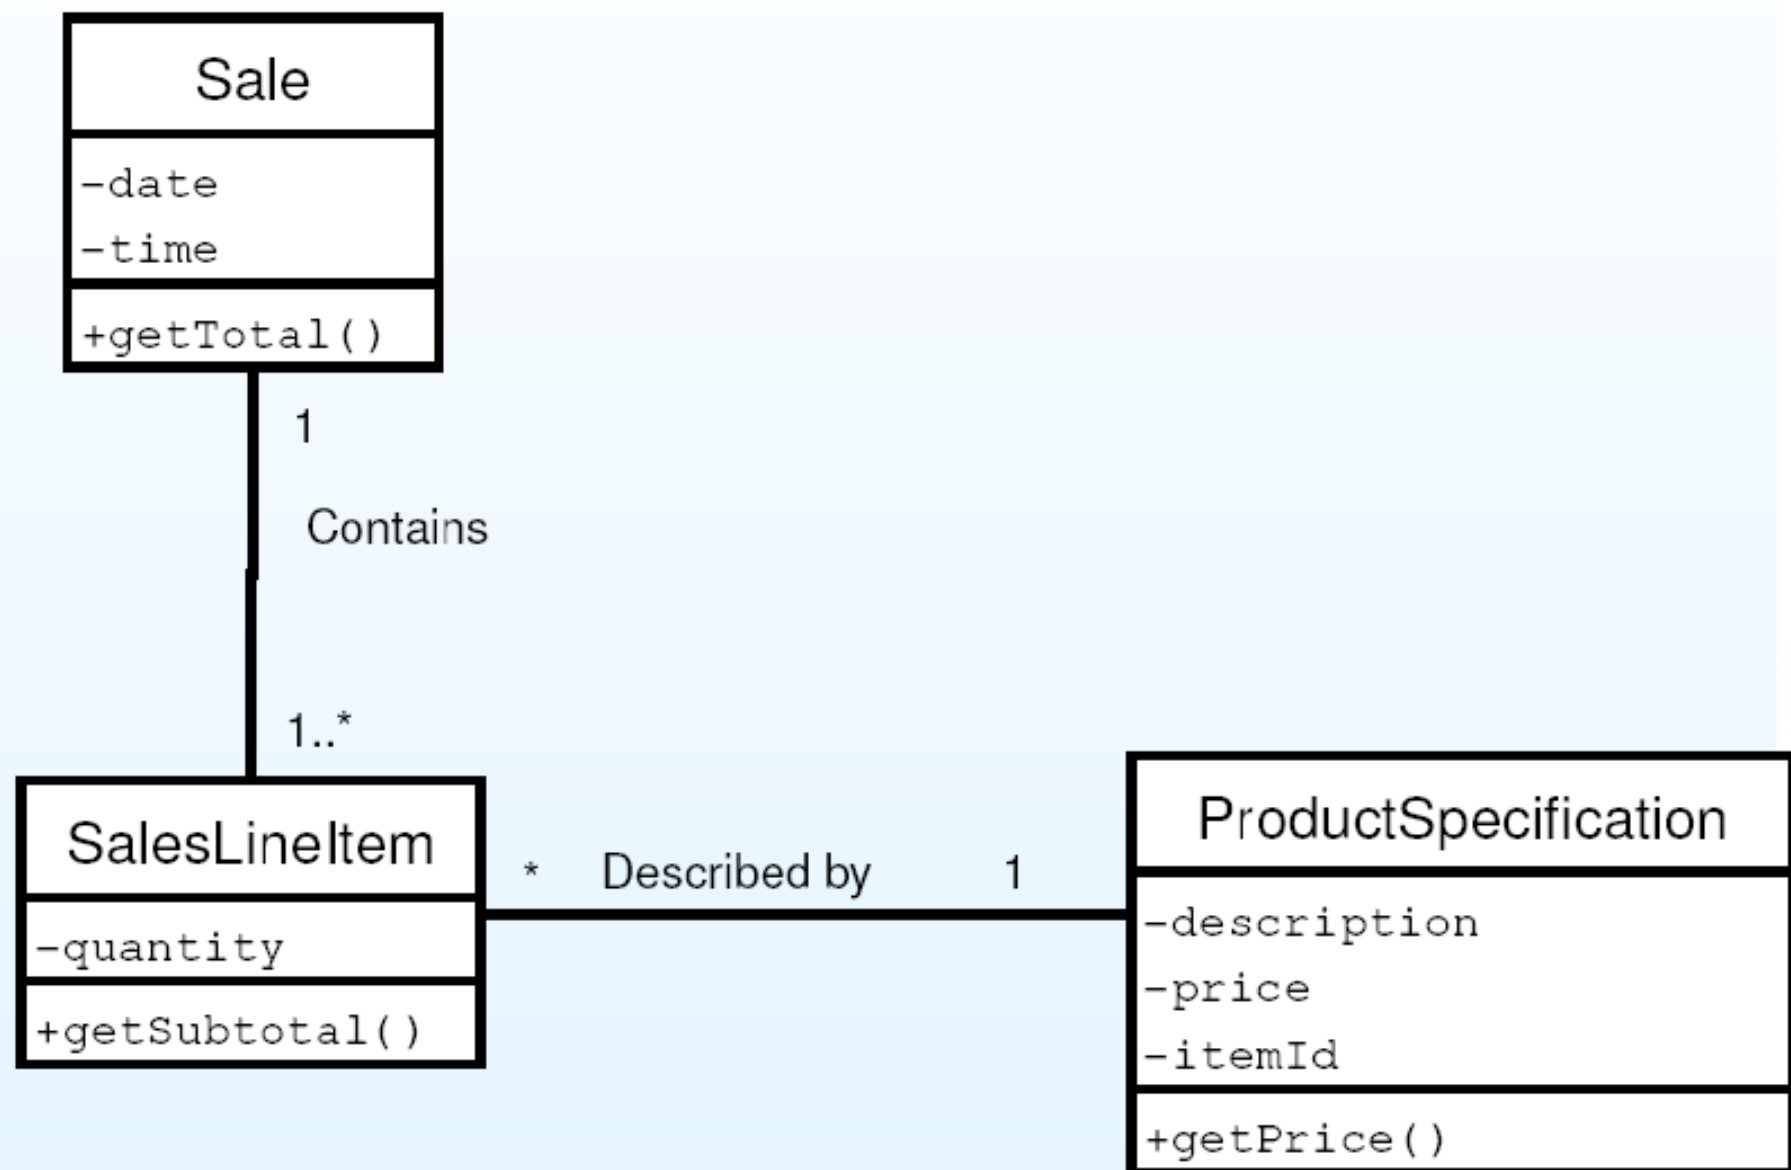 Sale
-date
-time
+getTotal()
1
Contains
1..*
SalesLineItem
-quantity
+getSubtotal()
* Described by 1
ProductSpecification
-description
-price
-itemId
+getPrice()